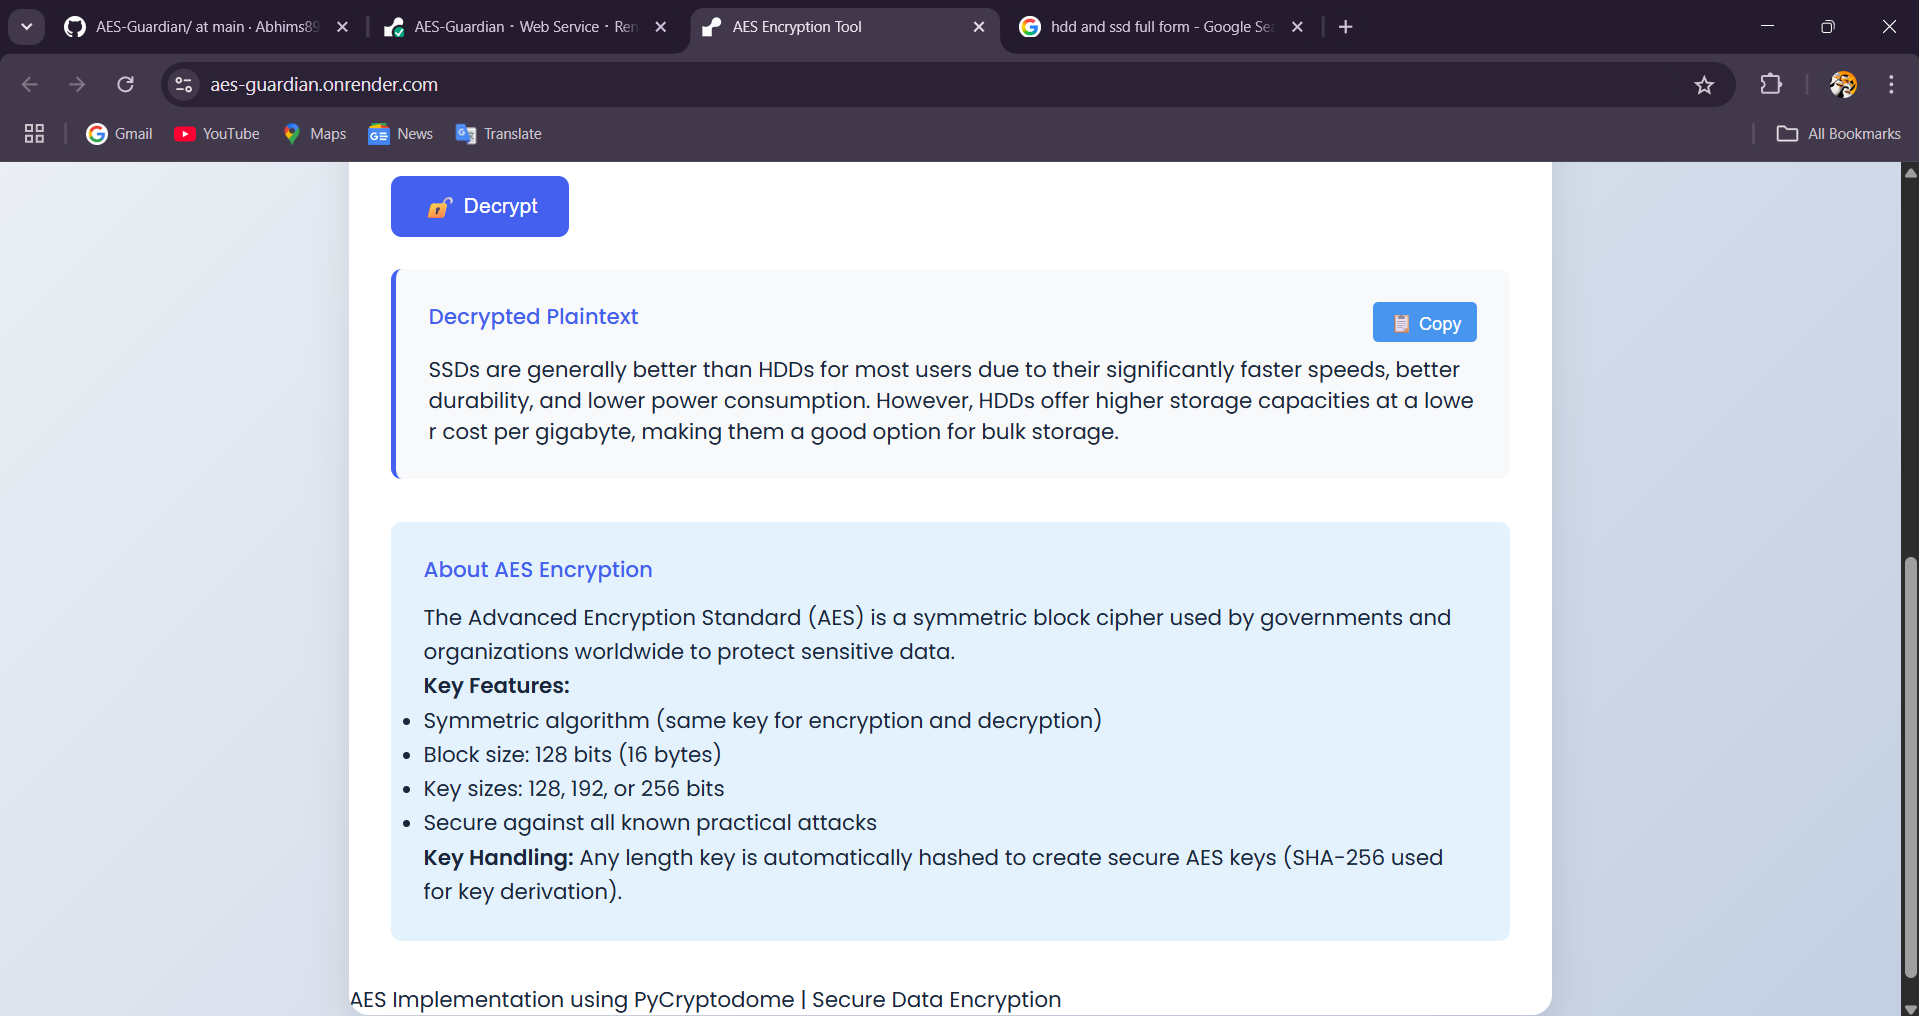 AES-Guardian/ at main · Abhims89
AES-Guardian · Web Service · Ren
AES Encryption Tool
hdd and ssd full form - Google Sea
aes-guardian.onrender.com
Gmail
YouTube
Maps
News
Translate
All Bookmarks
Decrypt
Decrypted Plaintext
Copy
SSDs are generally better than HDDs for most users due to their significantly faster speeds, better
durability, and lower power consumption. However, HDDs offer higher storage capacities at a lowe
r cost per gigabyte, making them a good option for bulk storage.
About AES Encryption
The Advanced Encryption Standard (AES) is a symmetric block cipher used by governments and
organizations worldwide to protect sensitive data.
Key Features:
• Symmetric algorithm (same key for encryption and decryption)
• Block size: 128 bits (16 bytes)
• Key sizes: 128, 192, or 256 bits
• Secure against all known practical attacks
Key Handling: Any length key is automatically hashed to create secure AES keys (SHA-256 used
for key derivation).
AES Implementation using PyCryptodome | Secure Data Encryption